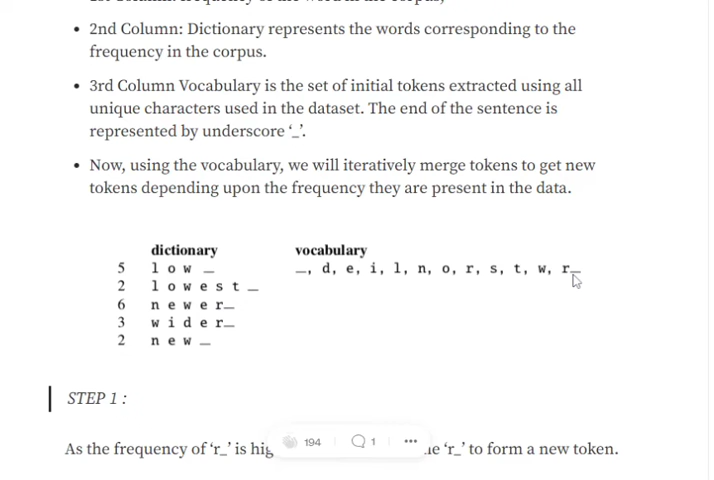 2nd Column: Dictionary represents the words corresponding to the
frequency in the corpus.
3rd Column Vocabulary is the set of initial tokens extracted using all
unique characters used in the dataset. The end of the sentence is
represented by underscore ‘_’.
Now, using the vocabulary, we will iteratively merge tokens to get new
tokens depending upon the frequency they are present in the data.
dictionary vocabulary
5 l o w _ _, d, e, i, l, n, o, r, s, t, w, r_
2 l o w e s t _
6 n e w e r_
3 w i d e r_
2 n e w _
STEP 1 :
As the frequency of ‘r_’ is ‘r_’ to form a new token.
194 1